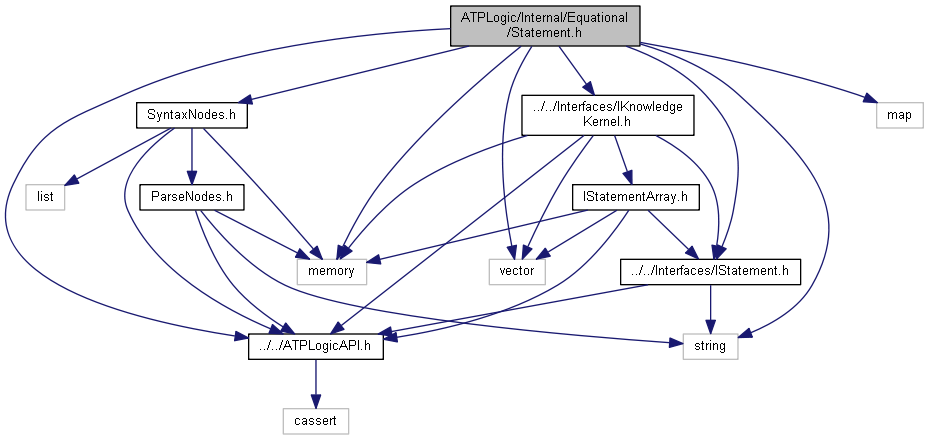 ATPLogic/Internal/Equational
/Statement.h
SyntaxNodes.h
../../Interfaces/IKnowledge
Kernel.h
map
list
ParseNodes.h
IStatementArray.h
memory
vector
../../Interfaces/IStatement.h
../../ATPLogicAPI.h
string
cassert